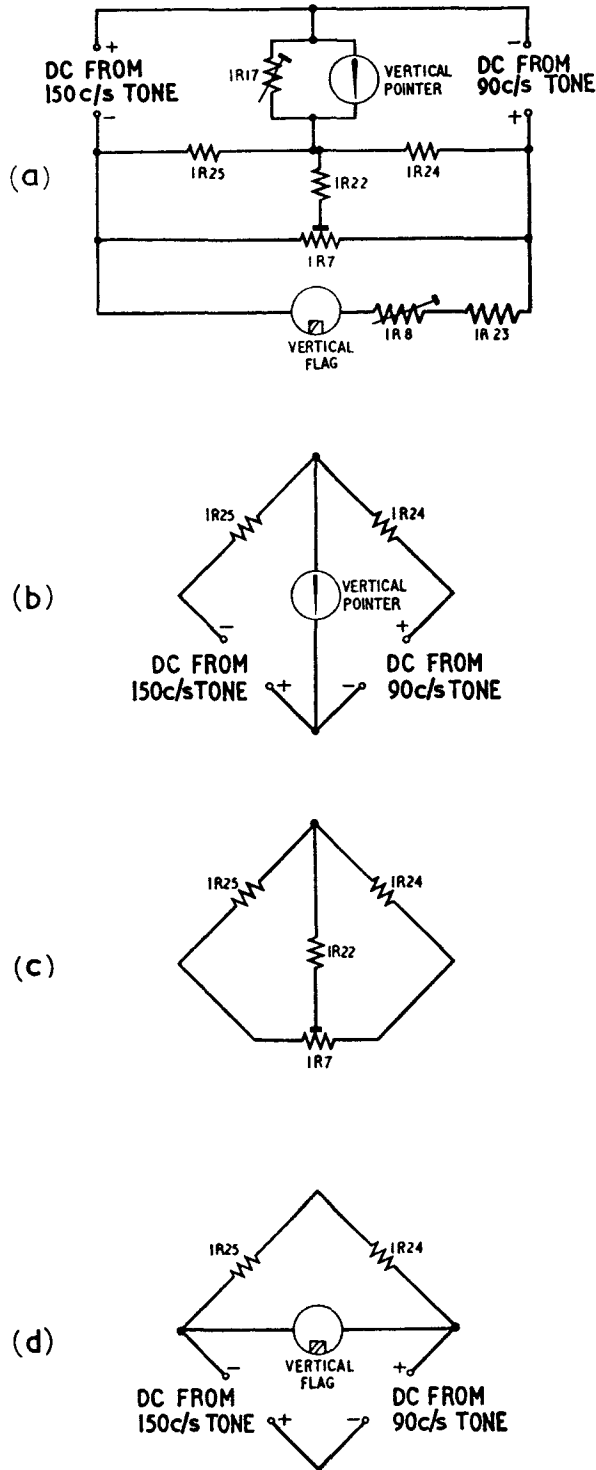 +
DC FROM
150c/s TONE
-
1R17
VERTICAL
POINTER
-
DC FROM
90c/s TONE
+
(a)
1R25
1R22
1R24
1R7
VERTICAL
FLAG
1R8
1R23
(b)
1R25
1R24
VERTICAL
POINTER
-
DC FROM
150c/s TONE
+
+
DC FROM
90c/s TONE
-
(c)
1R25
1R24
1R22
1R7
(d)
1R25
1R24
VERTICAL
FLAG
-
DC FROM
150c/s TONE
+
+
DC FROM
90c/s TONE
-